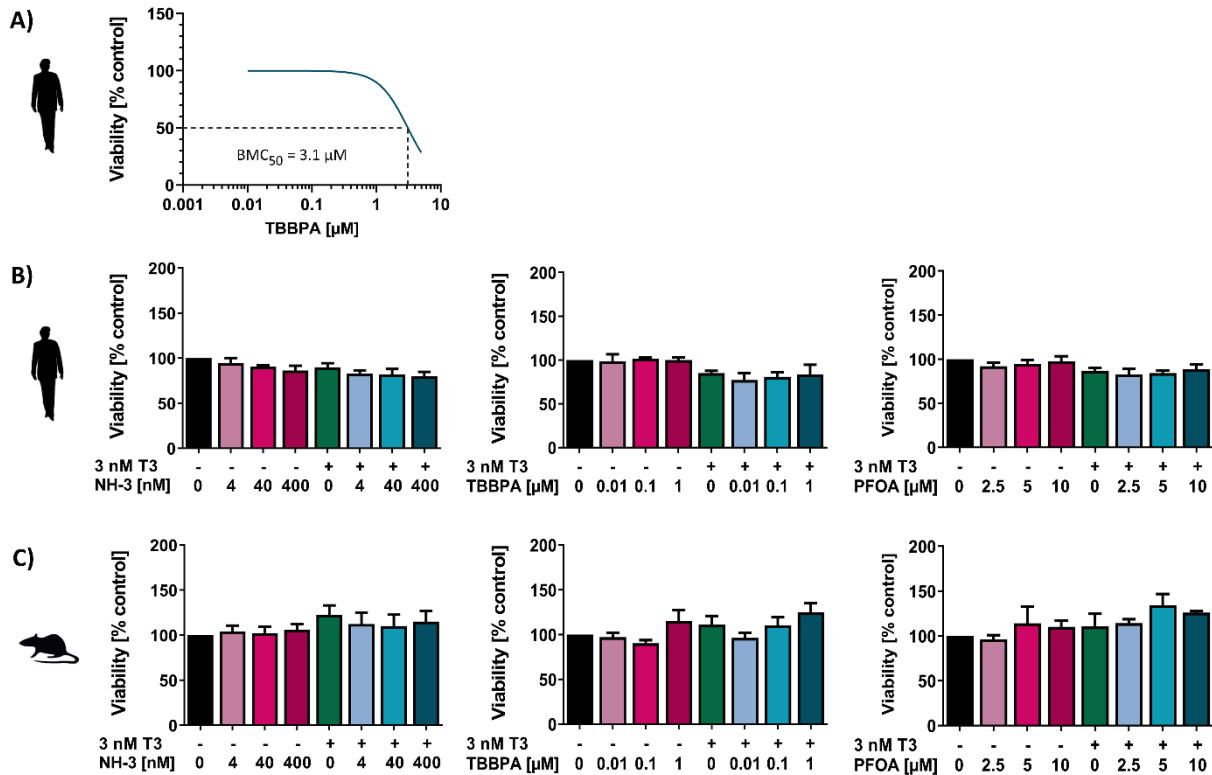 A)
Viability [% control]
150
100
50
0
BMC50 = 3.1 µM
0.001 0.01 0.1 1 10
TBBPA [µM]
B)
Viability [% control]
200
150
100
50
0
3 nM T3 - - - - + + + +
NH-3 [nM] 0 4 40 400 0 4 40 400
Viability [% control]
200
150
100
50
0
3 nM T3 - - - - + + + +
TBBPA [µM] 0 0.01 0.1 1 0 0.01 0.1 1
Viability [% control]
200
150
100
50
0
3 nM T3 - - - - + + + +
PFOA [µM] 0 2.5 5 10 0 2.5 5 10
C)
Viability [% control]
200
150
100
50
0
3 nM T3 - - - - + + + +
NH-3 [nM] 0 4 40 400 0 4 40 400
Viability [% control]
200
150
100
50
0
3 nM T3 - - - - + + + +
TBBPA [µM] 0 0.01 0.1 1 0 0.01 0.1 1
Viability [% control]
200
150
100
50
0
3 nM T3 - - - - + + + +
PFOA [µM] 0 2.5 5 10 0 2.5 5 10